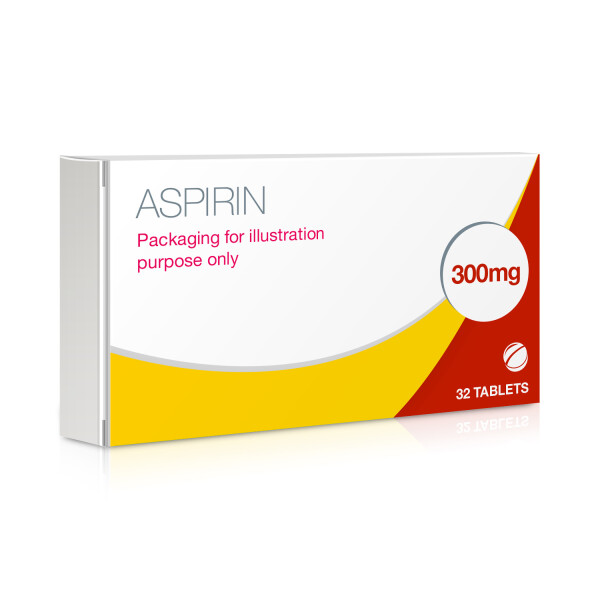 ASPIRIN
Packaging for illustration
purpose only
300mg
32 TABLETS